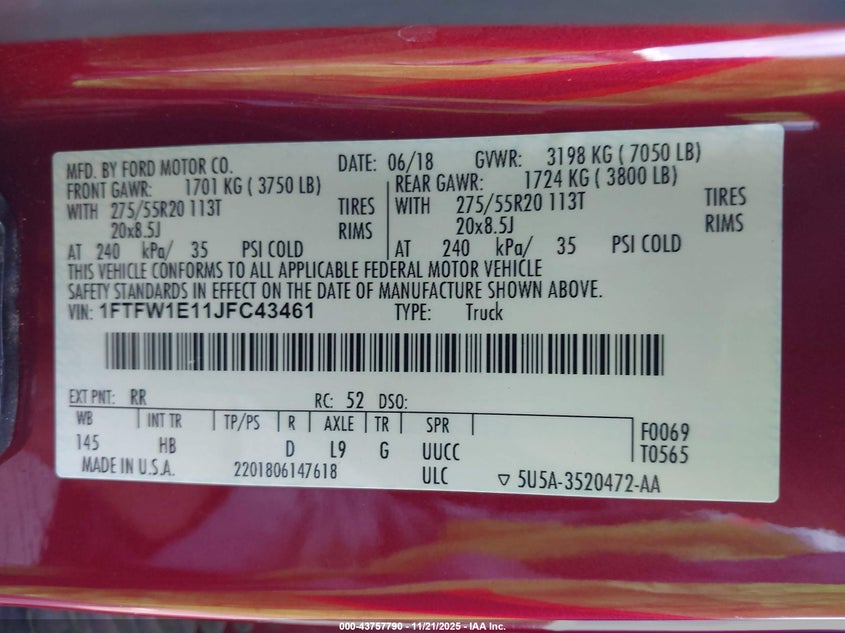 MFD. BY FORD MOTOR CO. DATE: 06/18 GVWR: 3198 KG ( 7050 LB)
FRONT GAWR: 1701 KG ( 3750 LB) REAR GAWR: 1724 KG ( 3800 LB)
WITH 275/55R20 113T TIRES WITH 275/55R20 113T TIRES
20x8.5J RIMS 20x8.5J RIMS
AT 240 kPa/ 35 PSI COLD AT 240 kPa/ 35 PSI COLD
THIS VEHICLE CONFORMS TO ALL APPLICABLE FEDERAL MOTOR VEHICLE
SAFETY STANDARDS IN EFFECT ON THE DATE OF MANUFACTURE SHOWN ABOVE.
VIN: 1FTFW1E11JFC43461 TYPE: Truck
EXT PNT: RR RC: 52 DSO:
WB INT TR TP/PS R AXLE TR SPR F0069
145 HB D L9 G UUCC T0565
MADE IN U.S.A. 2201806147618 ULC ▽ 5U5A-3520472-AA
000-43757790 - 11/21/2025 - IAA Inc.